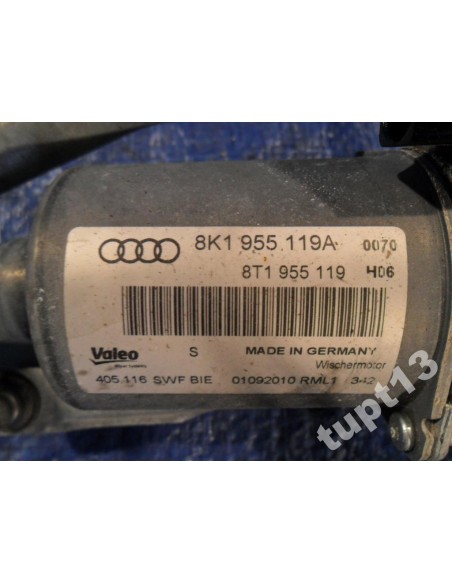 8K1 955 119A 0070
8T1 955 119 H06
Valeo S MADE IN GERMANY
Wischermotor
405.116 SWF BIE 01092010 RML1 342
tupt13